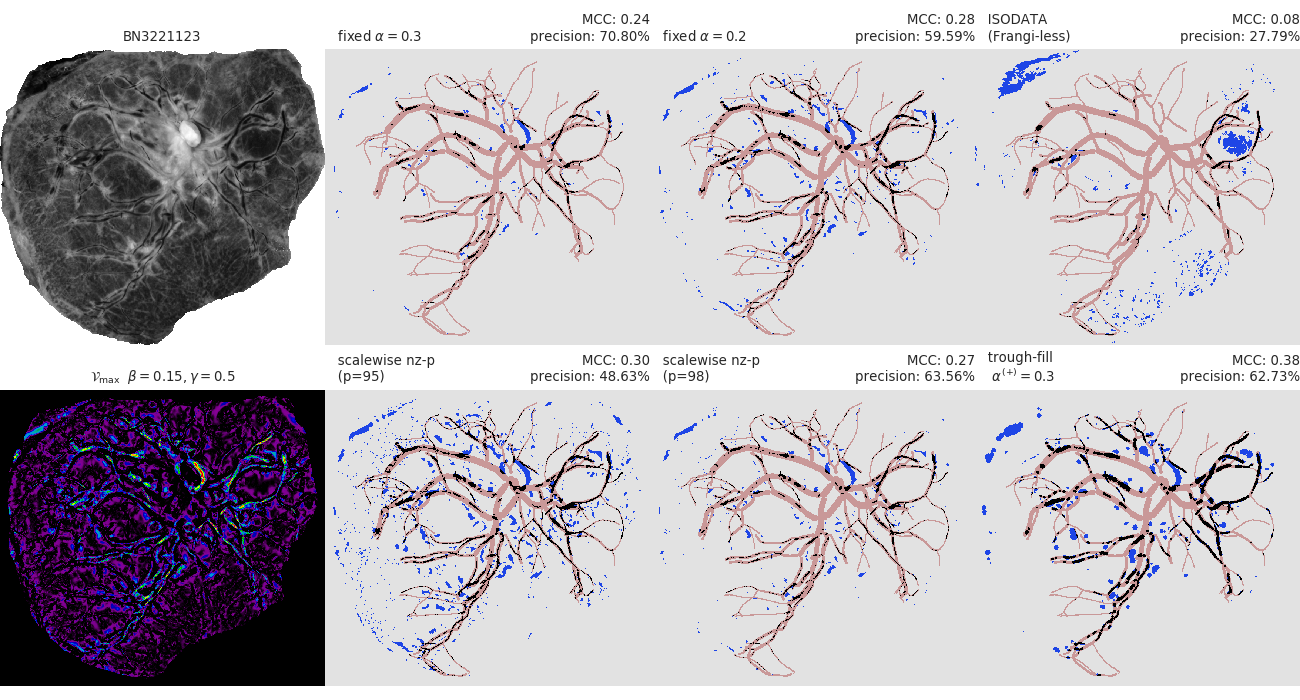 BN3221123
fixed α = 0.3
MCC: 0.24
precision: 70.80%
fixed α = 0.2
MCC: 0.28
precision: 59.59%
ISODATA
(Frangi-less)
MCC: 0.08
precision: 27.79%
𝒱max β = 0.15, γ = 0.5
scalewise nz-p
(p=95)
MCC: 0.30
precision: 48.63%
scalewise nz-p
(p=98)
MCC: 0.27
precision: 63.56%
trough-fill
α(+) = 0.3
MCC: 0.38
precision: 62.73%